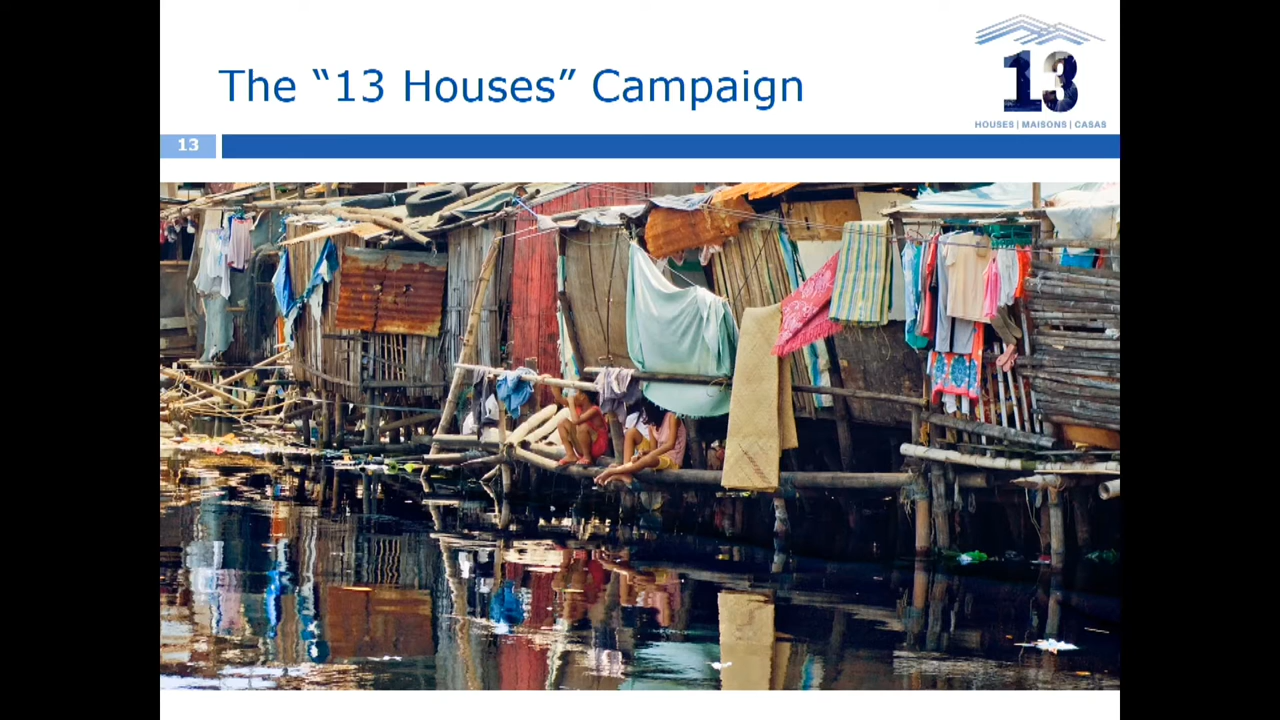 The “13 Houses” Campaign
13
HOUSES | MAISONS | CASAS
13